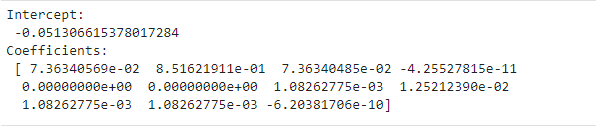 Intercept:
-0.051306615378017284
Coefficients:
[ 7.36340569e-02 8.51621911e-01 7.36340485e-02 -4.25527815e-11
0.00000000e+00 0.00000000e+00 1.08262775e-03 1.25212390e-02
1.08262775e-03 1.08262775e-03 -6.20381706e-10]